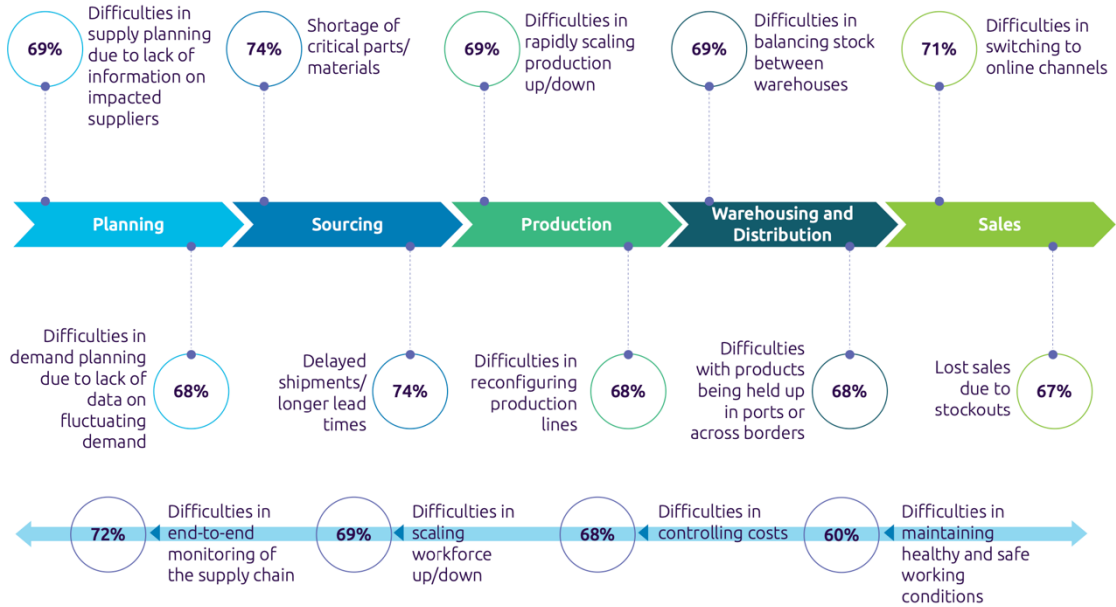 69%
Difficulties in
supply planning
due to lack of
information on
impacted
suppliers
74%
Shortage of
critical parts/
materials
69%
Difficulties in
rapidly scaling
production
up/down
69%
Difficulties in
balancing stock
between
warehouses
71%
Difficulties in
switching to
online channels
Planning
Sourcing
Production
Warehousing and
Distribution
Sales
Difficulties in
demand planning
due to lack of
data on
fluctuating
demand
68%
Delayed
shipments/
longer lead
times
74%
Difficulties in
reconfiguring
production
lines
68%
Difficulties
with products
being held up
in ports or
across borders
68%
Lost sales
due to
stockouts
67%
72%
Difficulties in
end-to-end
monitoring of
the supply chain
69%
Difficulties in
scaling
workforce
up/down
68%
Difficulties in
controlling costs
60%
Difficulties in
maintaining
healthy and safe
working
conditions